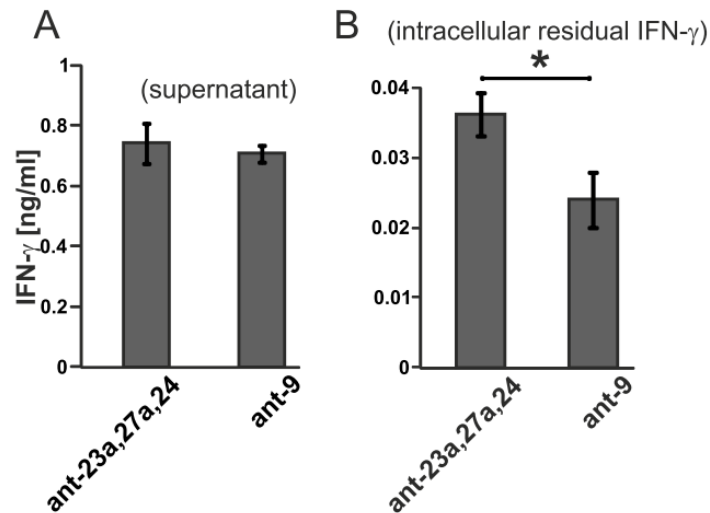 A
(supernatant)
IFN-γ [ng/ml]
1
0.8
0.6
0.4
0.2
0
ant-23a,27a,24
ant-9
B
(intracellular residual IFN-γ)
*
0.04
0.03
0.02
0.01
0
ant-23a,27a,24
ant-9